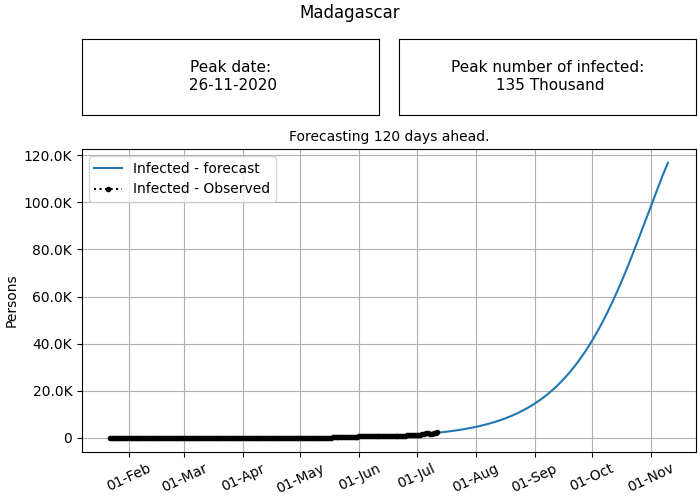 Madagascar
Peak date:
26-11-2020
Peak number of infected:
135 Thousand
Forecasting 120 days ahead.
Infected - forecast
Infected - Observed
120.0K
100.0K
80.0K
60.0K
40.0K
20.0K
0
Persons
01-Feb
01-Mar
01-Apr
01-May
01-Jun
01-Jul
01-Aug
01-Sep
01-Oct
01-Nov